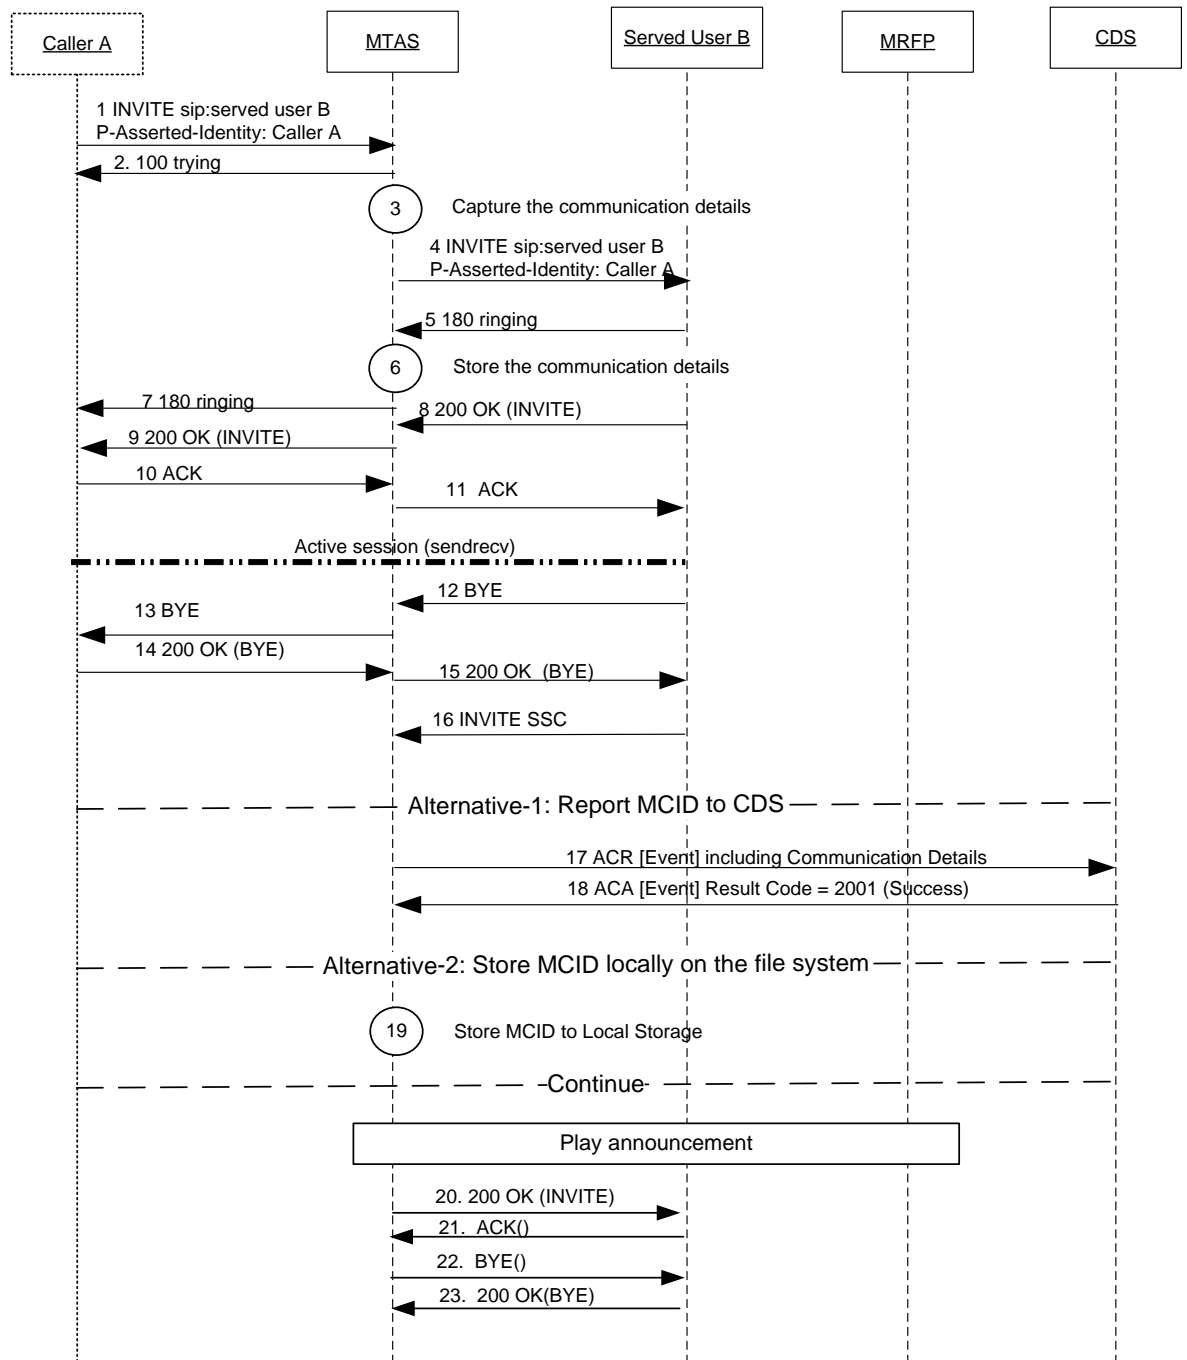 Caller A
MTAS
Served User B
MRFP
CDS
1 INVITE sip:served user B
P-Asserted-Identity: Caller A
2. 100 trying
3
Capture the communication details
4 INVITE sip:served user B
P-Asserted-Identity: Caller A
5 180 ringing
6
Store the communication details
7 180 ringing
8 200 OK (INVITE)
9 200 OK (INVITE)
10 ACK
11 ACK
Active session (sendrecv)
12 BYE
13 BYE
14 200 OK (BYE)
15 200 OK (BYE)
16 INVITE SSC
Alternative-1: Report MCID to CDS
17 ACR [Event] including Communication Details
18 ACA [Event] Result Code = 2001 (Success)
Alternative-2: Store MCID locally on the file system
19
Store MCID to Local Storage
Continue
Play announcement
20. 200 OK (INVITE)
21. ACK()
22. BYE()
23. 200 OK(BYE)